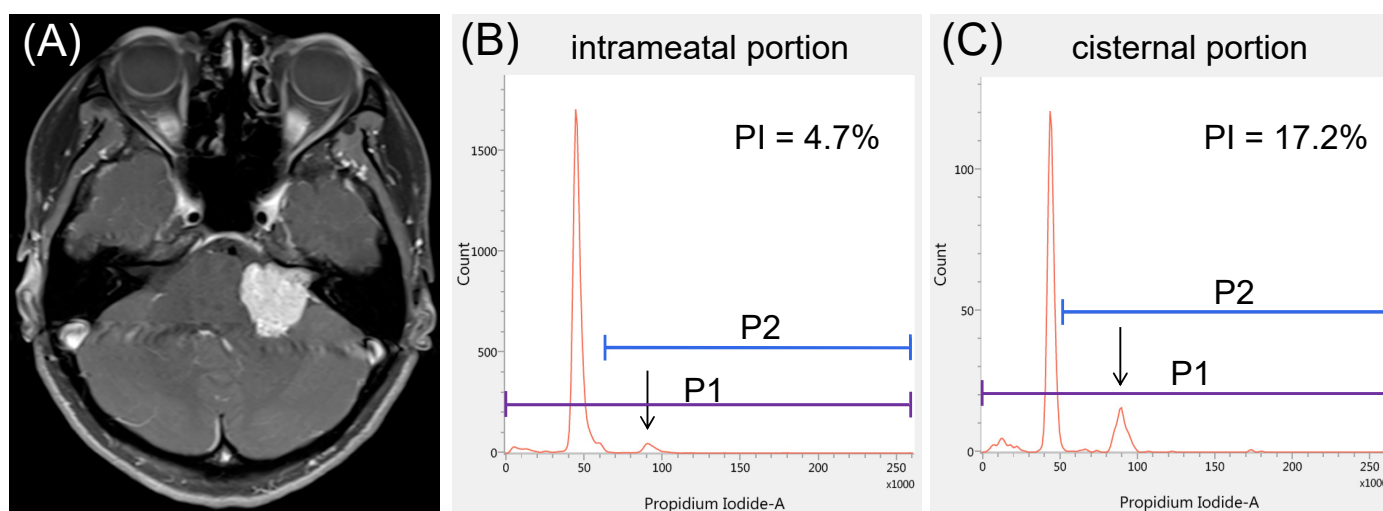 (A)
(B) intrameatal portion
PI = 4.7%
1500
1000
500
0
Count
P2
P1
0 50 100 150 200 250
x1000
Propidium Iodide-A
(C) cisternal portion
PI = 17.2%
100
50
0
Count
P2
P1
0 50 100 150 200 250
x1000
Propidium Iodide-A